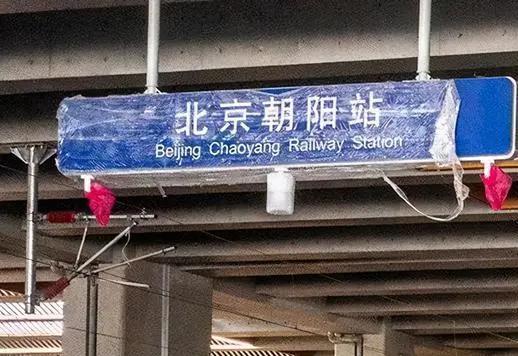 北京朝阳站
Beijing Chaoyang Railway Station